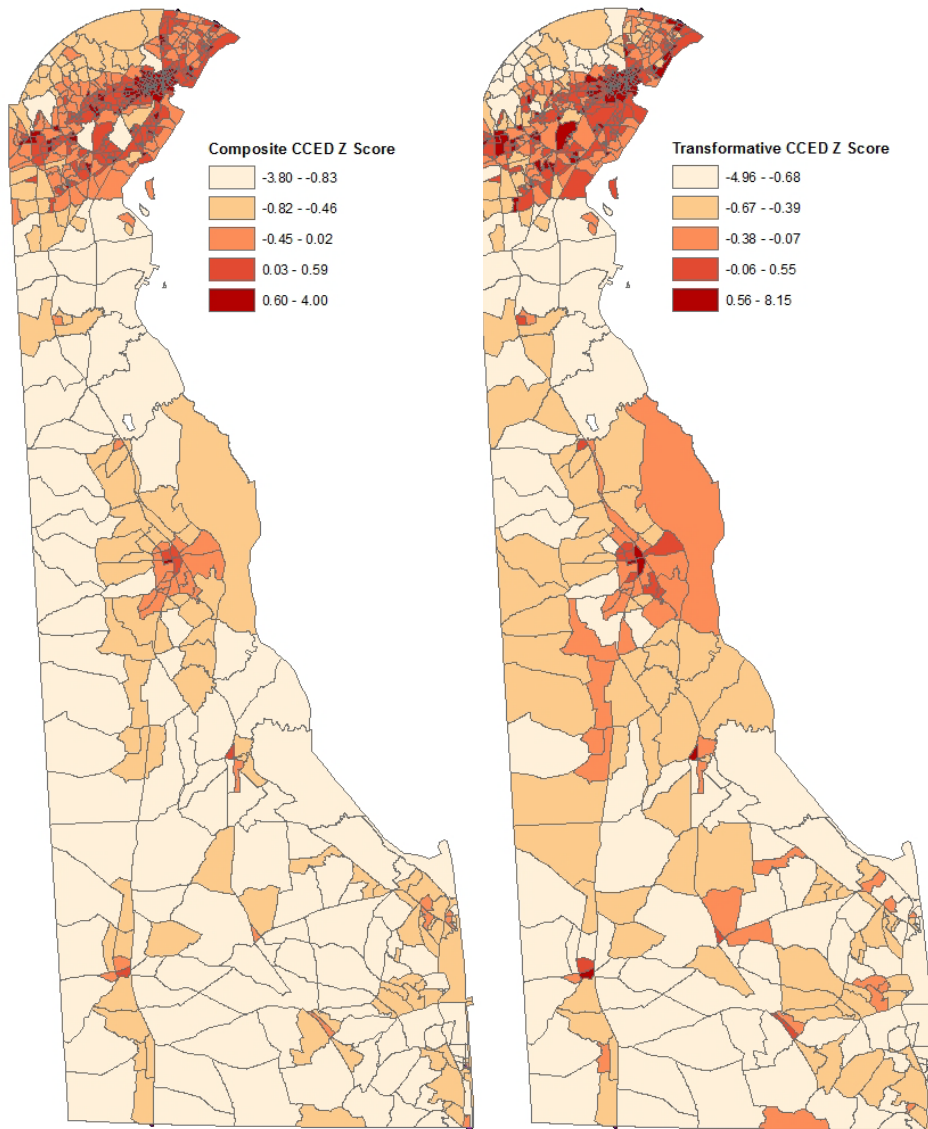 Composite CCED Z Score
-3.80 - -0.83
-0.82 - -0.46
-0.45 - 0.02
0.03 - 0.59
0.60 - 4.00
Transformative CCED Z Score
-4.96 - -0.68
-0.67 - -0.39
-0.38 - -0.07
-0.06 - 0.55
0.56 - 8.15